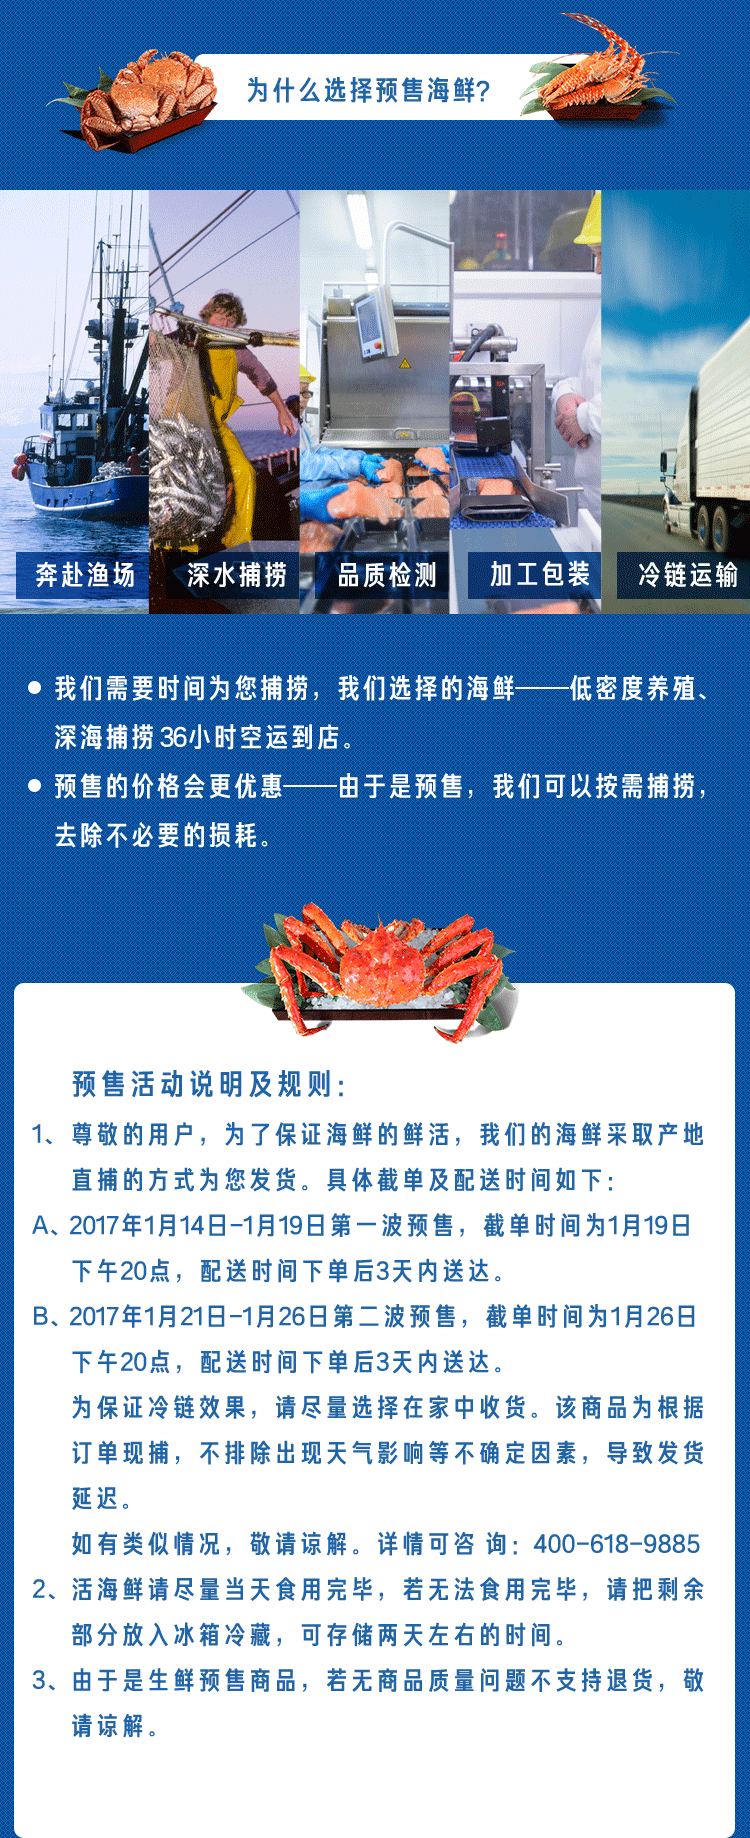 为什么选择预售海鲜?
奔赴渔场
深水捕捞
品质检测
加工包装
冷链运输
● 我们需要时间为您捕捞，我们选择的海鲜——低密度养殖、
深海捕捞36小时空运到店。
● 预售的价格会更优惠——由于是预售，我们可以按需捕捞，
去除不必要的损耗。
预售活动说明及规则：
1、尊敬的用户，为了保证海鲜的鲜活，我们的海鲜采取产地
直捕的方式为您发货。具体截单及配送时间如下：
A、2017年1月14日-1月19日第一波预售，截单时间为1月19日
下午20点，配送时间下单后3天内送达。
B、2017年1月21日-1月26日第二波预售，截单时间为1月26日
下午20点，配送时间下单后3天内送达。
为保证冷链效果，请尽量选择在家中收货。该商品为根据
订单现捕，不排除出现天气影响等不确定因素，导致发货
延迟。
如有类似情况，敬请谅解。详情可咨 询：400-618-9885
2、活海鲜请尽量当天食用完毕，若无法食用完毕，请把剩余
部分放入冰箱冷藏，可存储两天左右的时间。
3、由于是生鲜预售商品，若无商品质量问题不支持退货，敬
请谅解。